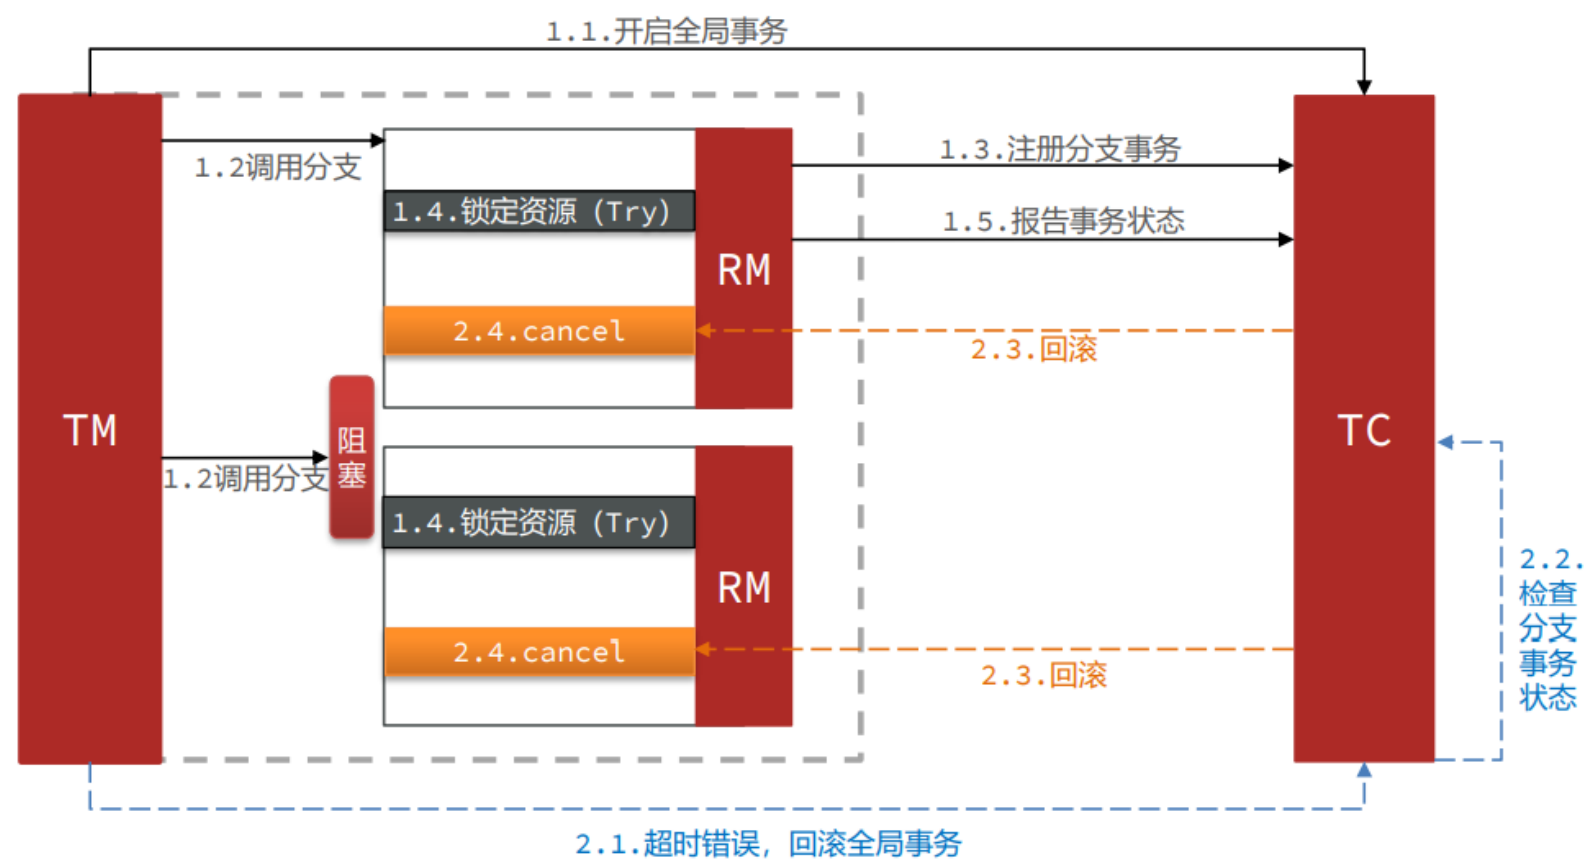 1.1.开启全局事务
1.2调用分支
1.3.注册分支事务
1.4.锁定资源（Try）
1.5.报告事务状态
RM
2.4.cancel
2.3.回滚
TM
阻
塞
TC
1.2调用分支
1.4.锁定资源（Try）
RM
2.4.cancel
2.3.回滚
2.2.
检查
分支
事务
状态
2.1.超时错误，回滚全局事务